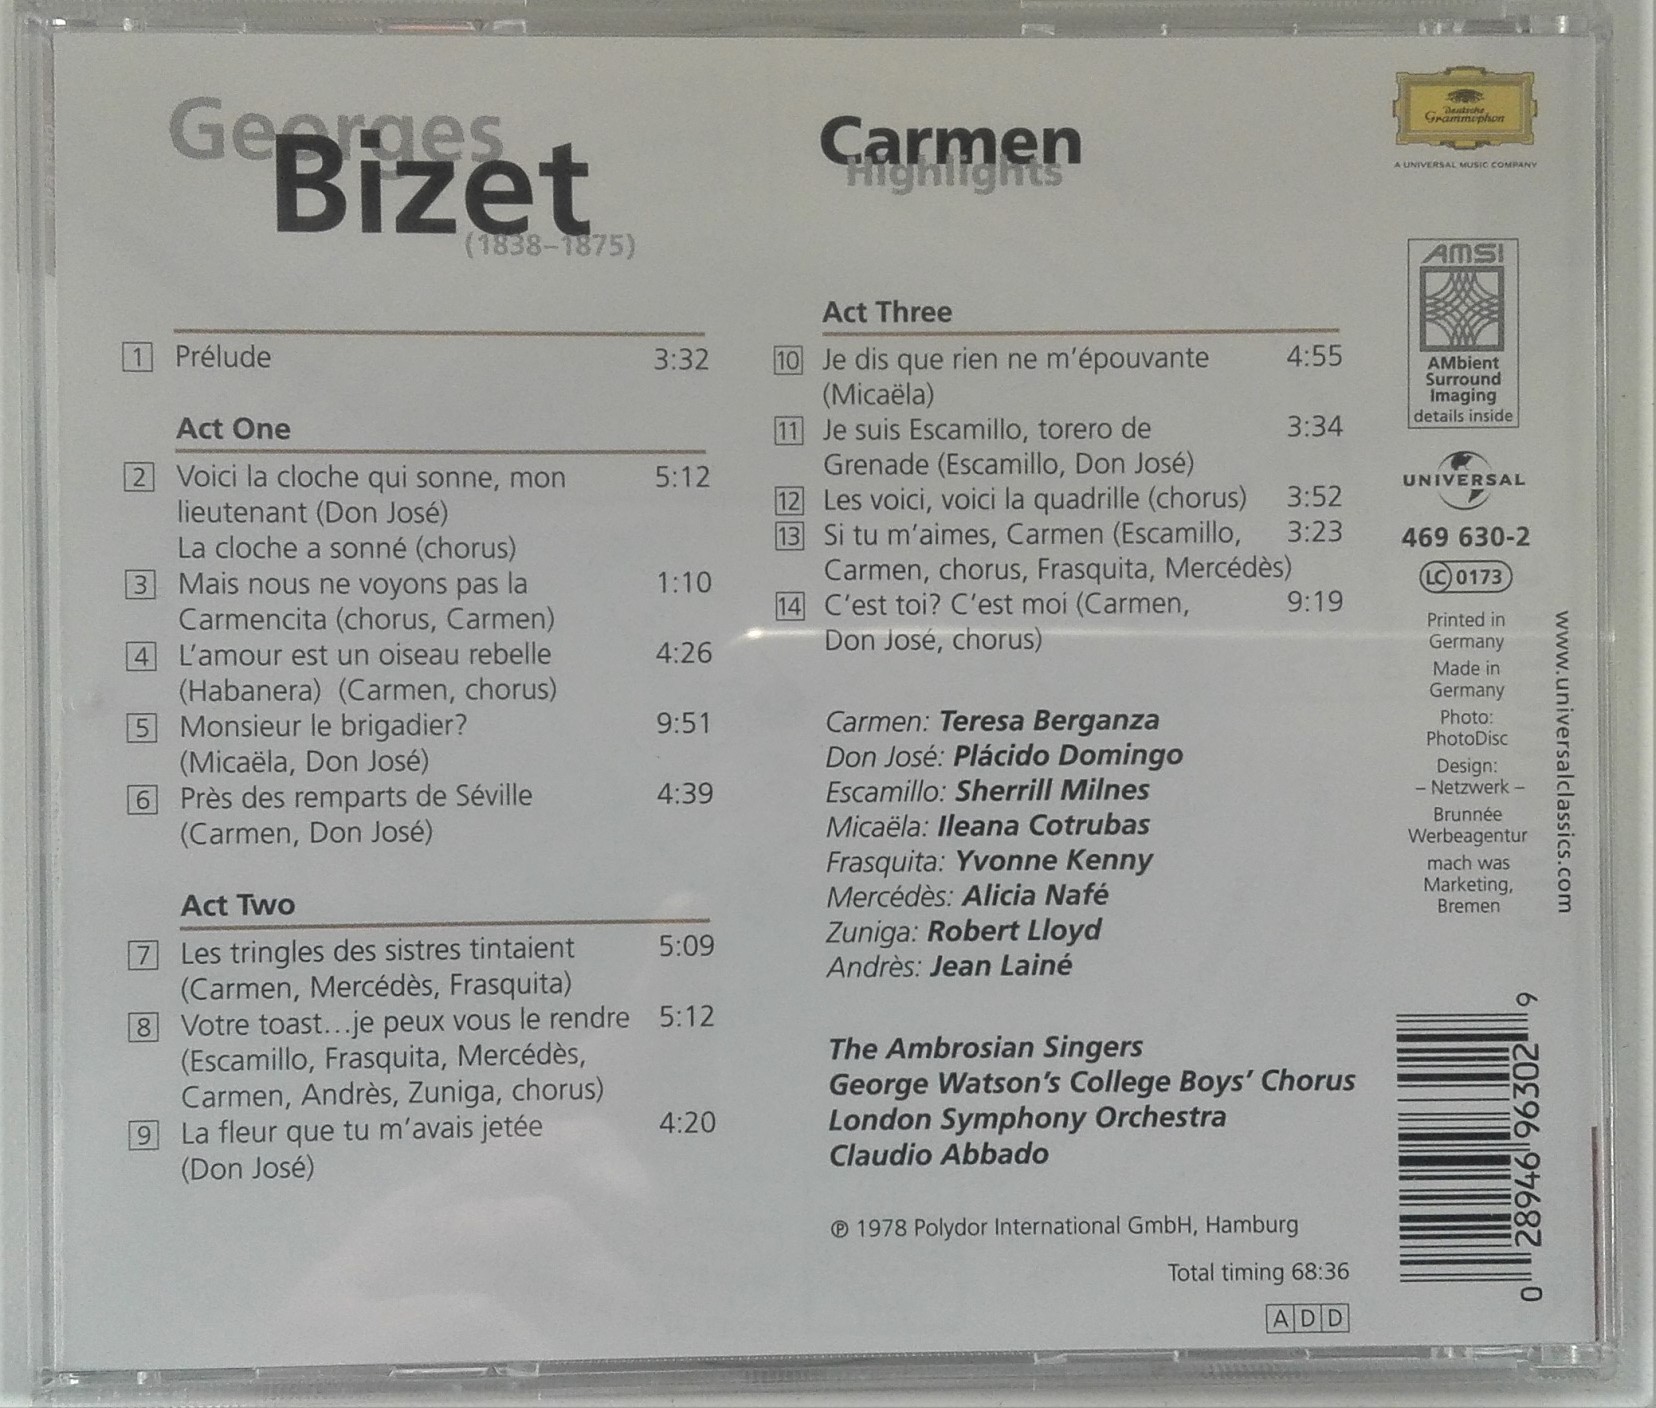 Georges
Bizet
(1838–1875)
1 Prélude 3:32
Act One
2 Voici la cloche qui sonne, mon 5:12
lieutenant (Don José)
La cloche a sonné (chorus)
3 Mais nous ne voyons pas la 1:10
Carmencita (chorus, Carmen)
4 L'amour est un oiseau rebelle 4:26
(Habanera) (Carmen, chorus)
5 Monsieur le brigadier? 9:51
(Micaëla, Don José)
6 Près des remparts de Séville 4:39
(Carmen, Don José)
Act Two
7 Les tringles des sistres tintaient 5:09
(Carmen, Mercédès, Frasquita)
8 Votre toast...je peux vous le rendre 5:12
(Escamillo, Frasquita, Mercédès,
Carmen, Andrès, Zuniga, chorus)
9 La fleur que tu m'avais jetée 4:20
(Don José)
Carmen
Highlights
Act Three
10 Je dis que rien ne m'épouvante 4:55
(Micaëla)
11 Je suis Escamillo, torero de 3:34
Grenade (Escamillo, Don José)
12 Les voici, voici la quadrille (chorus) 3:52
13 Si tu m'aimes, Carmen (Escamillo, 3:23
Carmen, chorus, Frasquita, Mercédès)
14 C'est toi? C'est moi (Carmen, 9:19
Don José, chorus)
Carmen: Teresa Berganza
Don José: Plácido Domingo
Escamillo: Sherrill Milnes
Micaëla: Ileana Cotrubas
Frasquita: Yvonne Kenny
Mercédès: Alicia Nafé
Zuniga: Robert Lloyd
Andrès: Jean Lainé
The Ambrosian Singers
George Watson's College Boys' Chorus
London Symphony Orchestra
Claudio Abbado
℗ 1978 Polydor International GmbH, Hamburg
Total timing 68:36
A D D
Deutsche
Grammophon
A UNIVERSAL MUSIC COMPANY
AMSI
AMbient
Surround
Imaging
details inside
UNIVERSAL
469 630-2
LC 0173
Printed in
Germany
Made in
Germany
Photo:
PhotoDisc
Design:
– Netzwerk –
Brunnée
Werbeagentur
mach was
Marketing,
Bremen
www.universalclassics.com
0 28946 96302 9